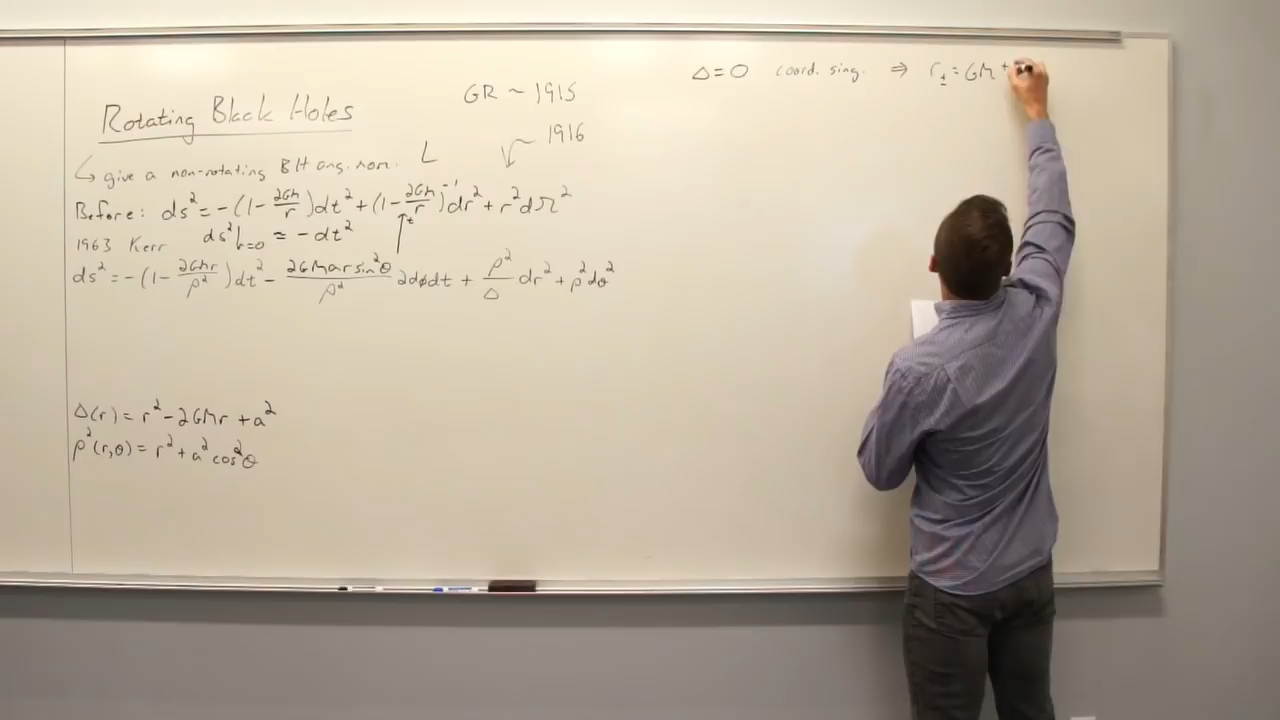 Rotating Black Holes
GR ~ 1915
1916
↳ give a non-rotating BH ang. mom. L
Before: ds² = -(1 - 2GM/r)dt² + (1 - 2GM/r)⁻¹dr² + r²dΩ²
1963 Kerr ds²|ₜ₌₀ = -dt²
ds² = -(1 - 2GMr/ρ²)dt² - 2GMar sin²θ/ρ² 2dϕdt + ρ²/Δ dr² + ρ²dθ²
Δ(r) = r² - 2GMr + a²
ρ²(r,θ) = r² + a² cos²θ
Δ = 0 coord. sing. ⇒ r± = GM ±